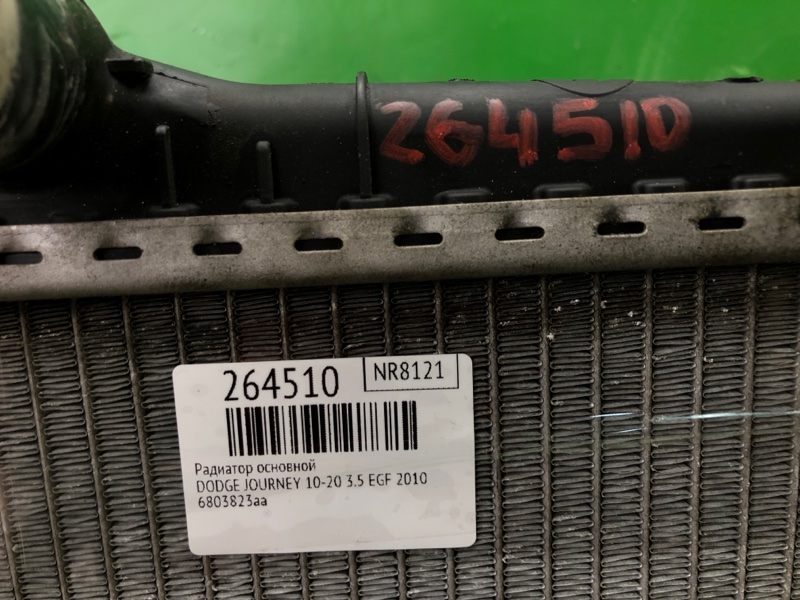 264510
264510 NR8121
Радиатор основной
DODGE JOURNEY 10-20 3.5 EGF 2010
6803823aa